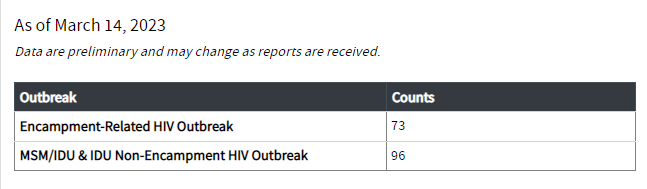 As of March 14, 2023
Data are preliminary and may change as reports are received.
Outbreak Counts
Encampment-Related HIV Outbreak 73
MSM/IDU & IDU Non-Encampment HIV Outbreak 96